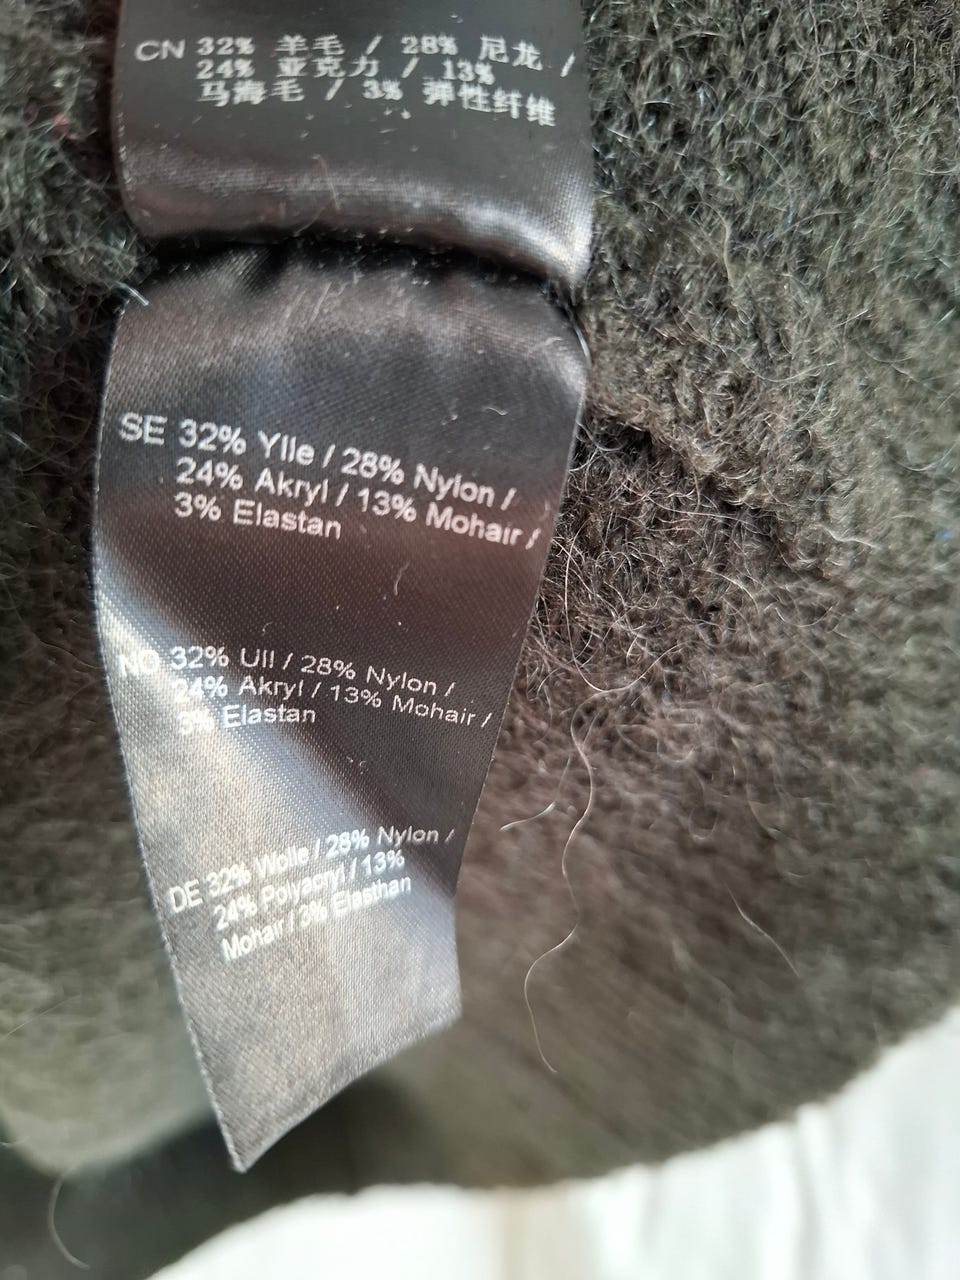 CN 32% 羊毛 / 28% 尼龙 /
24% 亚克力 / 13%
马海毛 / 3% 弹性纤维
SE 32% Ylle / 28% Nylon /
24% Akryl / 13% Mohair /
3% Elastan
NO 32% Ull / 28% Nylon /
24% Akryl / 13% Mohair /
3% Elastan
DE 32% Wolle / 28% Nylon /
24% Polyacryl / 13%
Mohair / 3% Elasthan